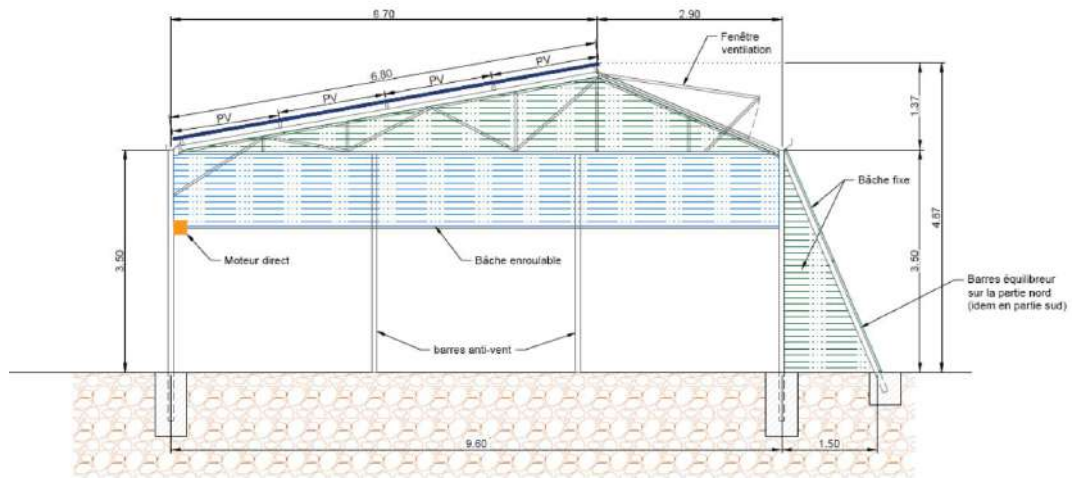 6.70
2.90
Fenêtre
ventilation
6.80
PV
PV
PV
PV
1.37
Bâche fixe
4.87
3.50
3.50
Moteur direct
Bâche enroulable
Barres équilibreur
sur la partie nord
(idem en partie sud)
barres anti-vent
9.60
1.50